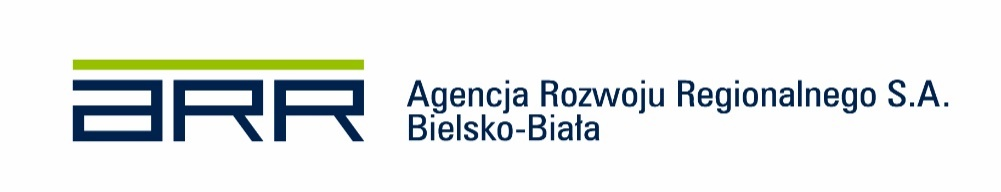 aRR
Agencja Rozwoju Regionalnego S.A.
Bielsko-Biała